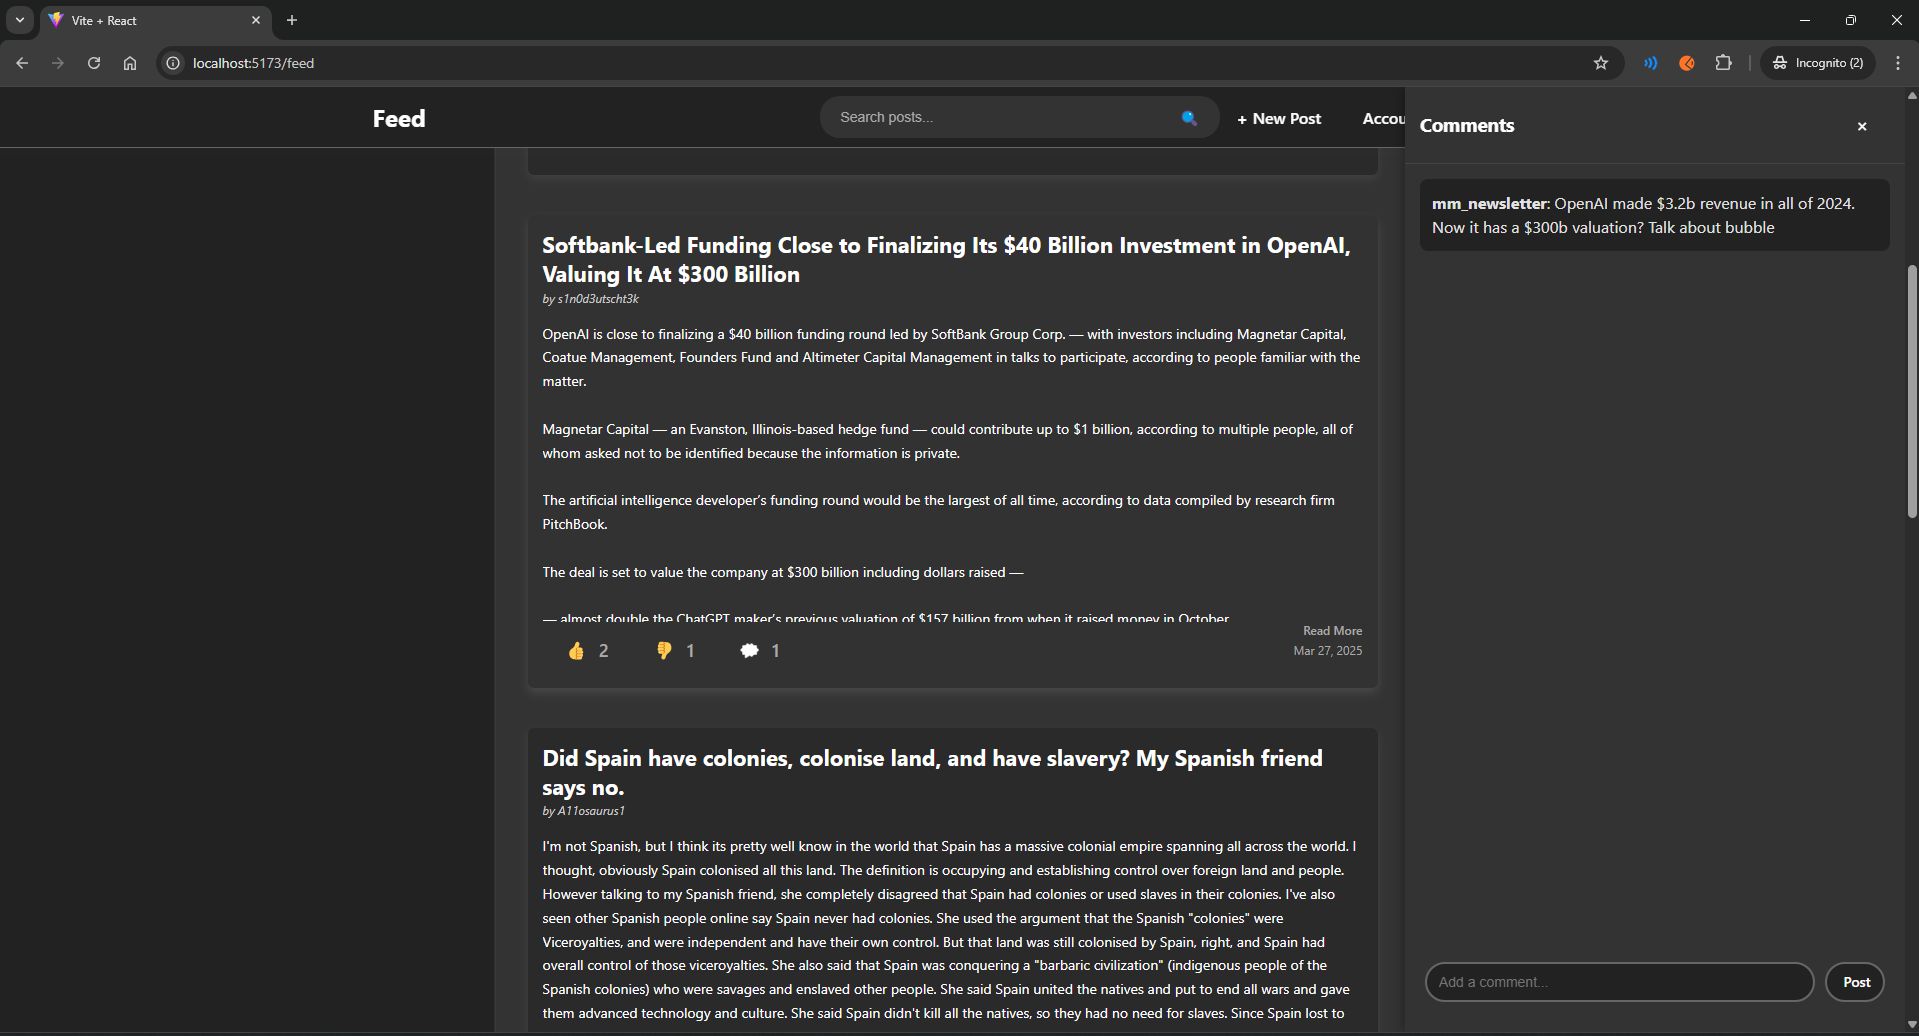 Vite + React
localhost:5173/feed
Incognito (2)
Feed
Search posts...
+ New Post
Accou
Comments
mm_newsletter: OpenAI made $3.2b revenue in all of 2024.
Now it has a $300b valuation? Talk about bubble
Softbank-Led Funding Close to Finalizing Its $40 Billion Investment in OpenAI,
Valuing It At $300 Billion
by s1n0d3utscht3k
OpenAI is close to finalizing a $40 billion funding round led by SoftBank Group Corp. — with investors including Magnetar Capital,
Coatue Management, Founders Fund and Altimeter Capital Management in talks to participate, according to people familiar with the
matter.
Magnetar Capital — an Evanston, Illinois-based hedge fund — could contribute up to $1 billion, according to multiple people, all of
whom asked not to be identified because the information is private.
The artificial intelligence developer’s funding round would be the largest of all time, according to data compiled by research firm
PitchBook.
The deal is set to value the company at $300 billion including dollars raised —
— almost double the ChatGPT maker’s previous valuation of $157 billion from when it raised money in October.
Read More
2
1
1
Mar 27, 2025
Did Spain have colonies, colonise land, and have slavery? My Spanish friend
says no.
by A11osaurus1
I'm not Spanish, but I think its pretty well know in the world that Spain has a massive colonial empire spanning all across the world. I
thought, obviously Spain colonised all this land. The definition is occupying and establishing control over foreign land and people.
However talking to my Spanish friend, she completely disagreed that Spain had colonies or used slaves in their colonies. I've also
seen other Spanish people online say Spain never had colonies. She used the argument that the Spanish "colonies" were
Viceroyalties, and were independent and have their own control. But that land was still colonised by Spain, right, and Spain had
overall control of those viceroyalties. She also said that Spain was conquering a "barbaric civilization" (indigenous people of the
Spanish colonies) who were savages and enslaved other people. She said Spain united the natives and put to end all wars and gave
them advanced technology and culture. She said Spain didn't kill all the natives, so they had no need for slaves. Since Spain lost to
Add a comment...
Post